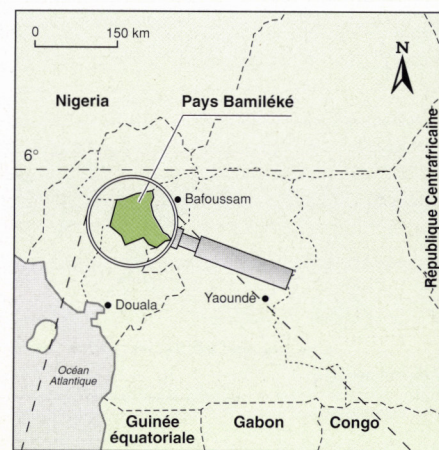 0 150 km
N
Nigeria
Pays Bamiléké
6°
République Centrafricaine
Bafoussam
Douala
Yaoundé
Océan
Atlantique
Guinée
équatoriale
Gabon
Congo